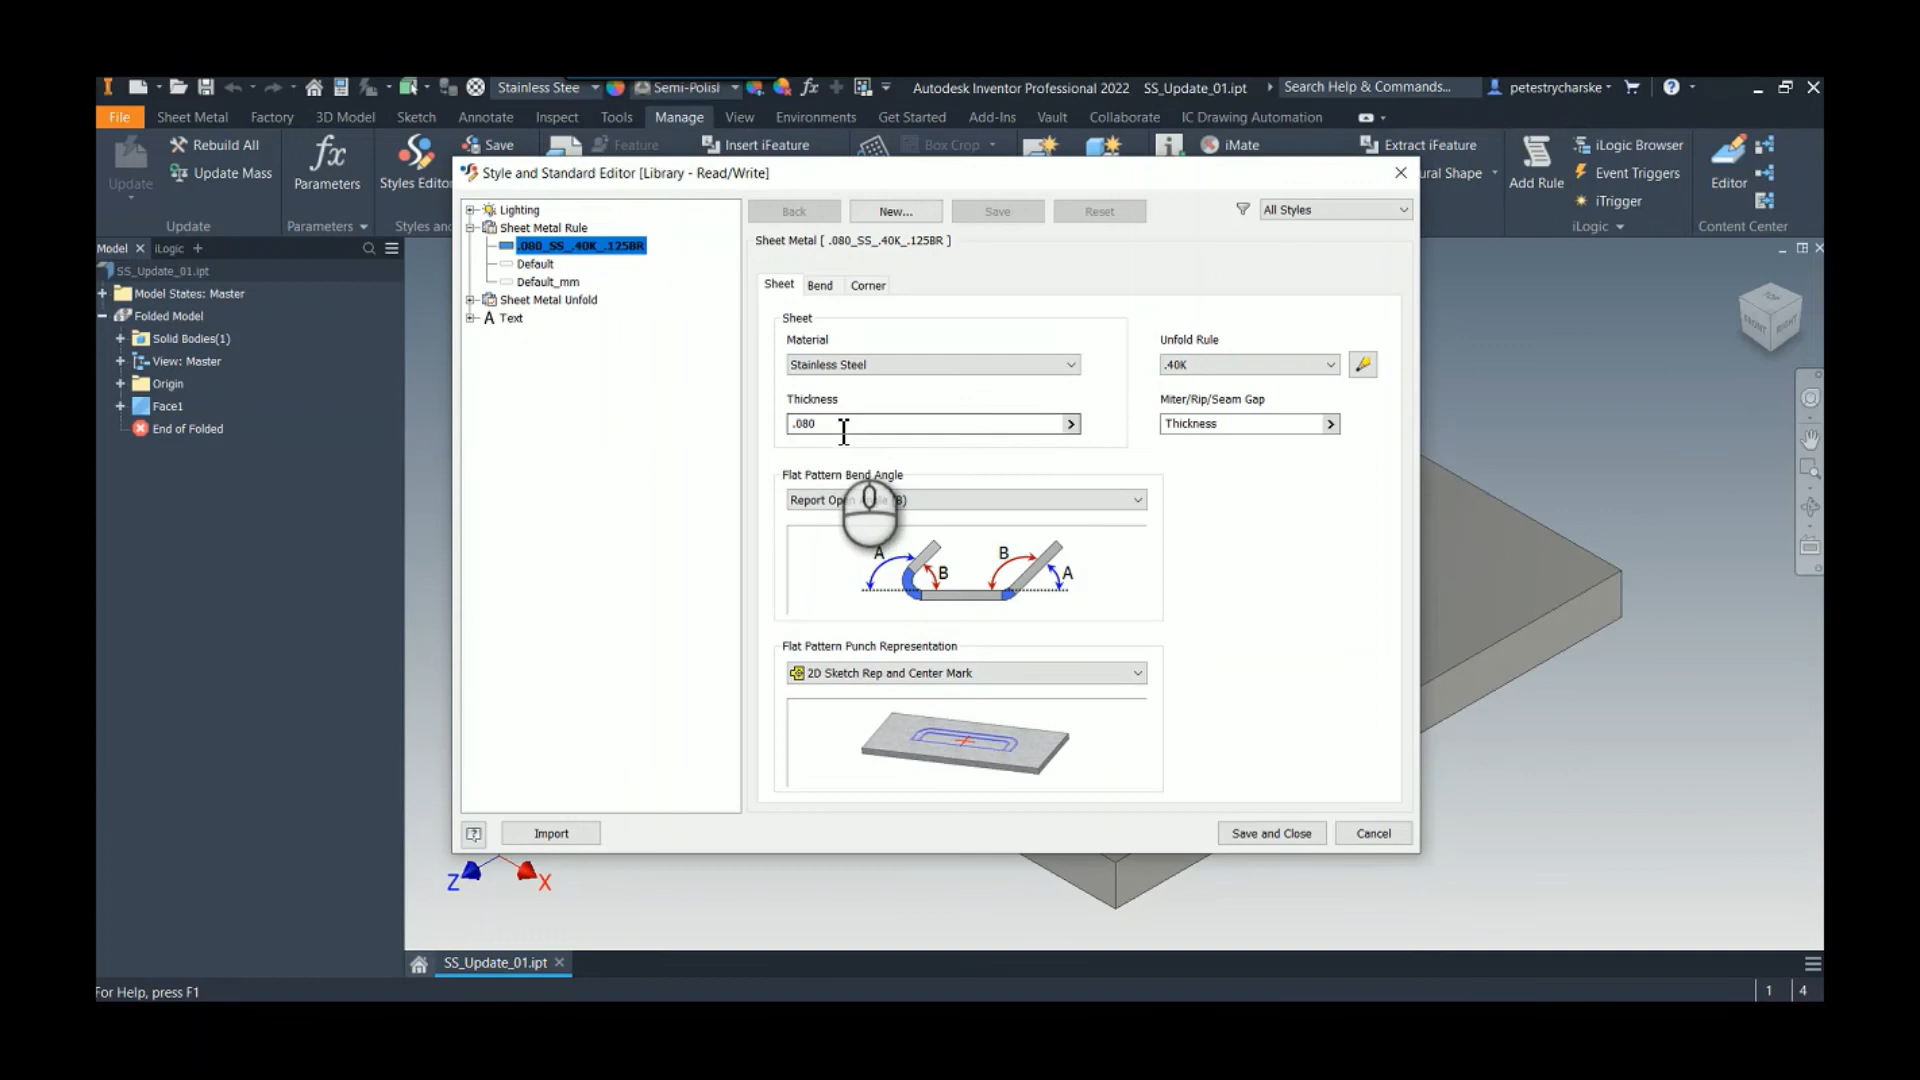 Stainless Stee
Semi-Polisl
fx
Autodesk Inventor Professional 2022 SS_Update_01.ipt
Search Help & Commands...
petestrycharske
File Sheet Metal Factory 3D Model Sketch Annotate Inspect Tools Manage View Environments Get Started Add-Ins Vault Collaborate IC Drawing Automation
Update
Rebuild All
Update Mass
Update
fx
Parameters
Parameters
Styles Editor
Save
Styles and
Feature
Insert iFeature
Box Crop
iMate
Extract iFeature
ural Shape
Add Rule
iLogic Browser
Event Triggers
iTrigger
iLogic
Editor
Content Center
Model
iLogic
SS_Update_01.ipt
Model States: Master
Folded Model
Solid Bodies(1)
View: Master
Origin
Face1
End of Folded
Style and Standard Editor [Library - Read/Write]
Lighting
Sheet Metal Rule
.080_SS_.40K_.125BR
Default
Default_mm
Sheet Metal Unfold
A Text
Back New... Save Reset
All Styles
Sheet Metal [ .080_SS_.40K_.125BR ]
Sheet Bend Corner
Sheet
Material
Stainless Steel
Thickness
.080
Unfold Rule
.40K
Miter/Rip/Seam Gap
Thickness
Flat Pattern Bend Angle
Report Op
B)
A B B A
Flat Pattern Punch Representation
2D Sketch Rep and Center Mark
Import
Save and Close
Cancel
TOP
FRONT
RIGHT
Z
X
SS_Update_01.ipt
For Help, press F1
1 4